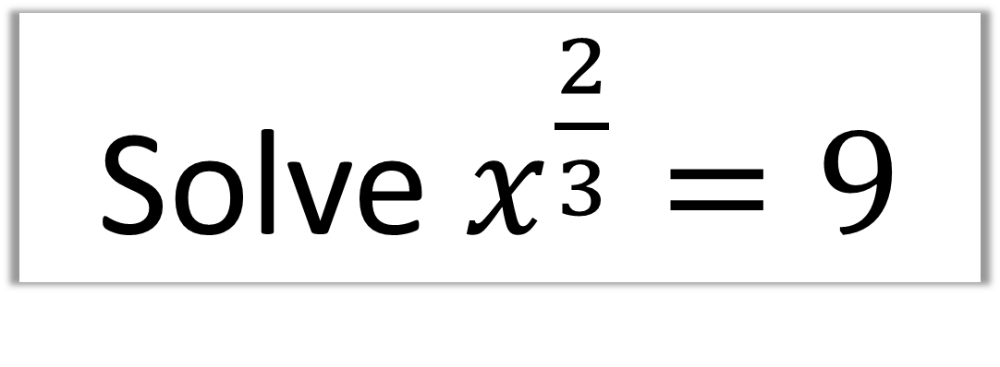 Solve 𝑥^(2/3) = 9